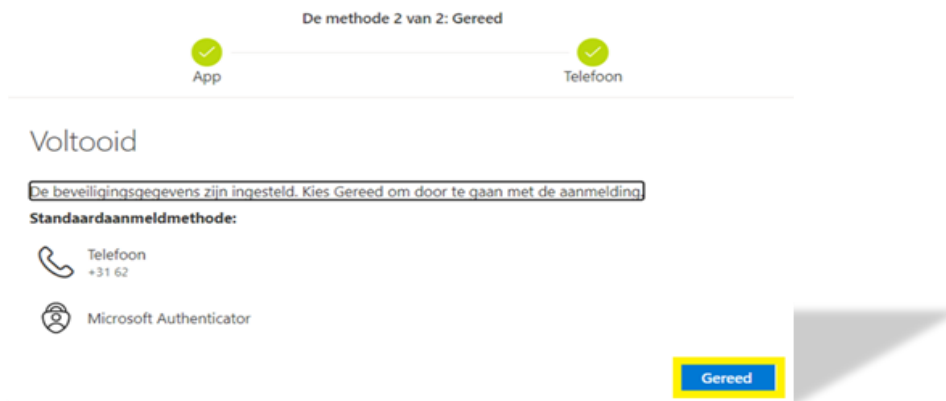 De methode 2 van 2: Gereed
App
Telefoon
Voltooid
De beveiligingsgegevens zijn ingesteld. Kies Gereed om door te gaan met de aanmelding.
Standaardaanmeldmethode:
Telefoon
+31 62
Microsoft Authenticator
Gereed